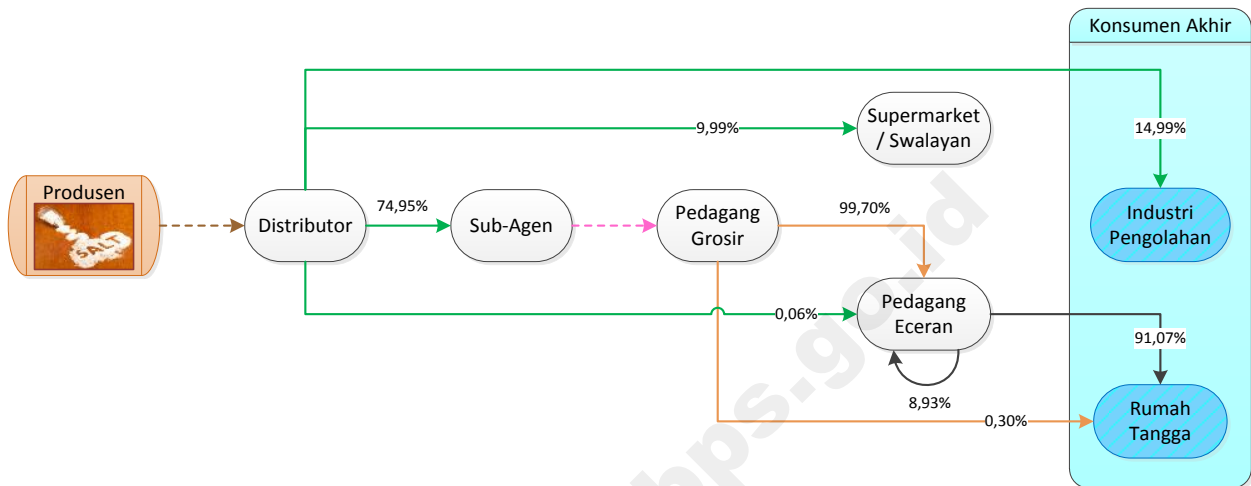 Konsumen Akhir
14,99%
9,99%
Supermarket
/ Swalayan
Produsen
SALT
Distributor
74,95%
Sub-Agen
Pedagang
Grosir
99,70%
Industri
Pengolahan
0,06%
Pedagang
Eceran
91,07%
8,93%
0,30%
Rumah
Tangga
bps.go.id